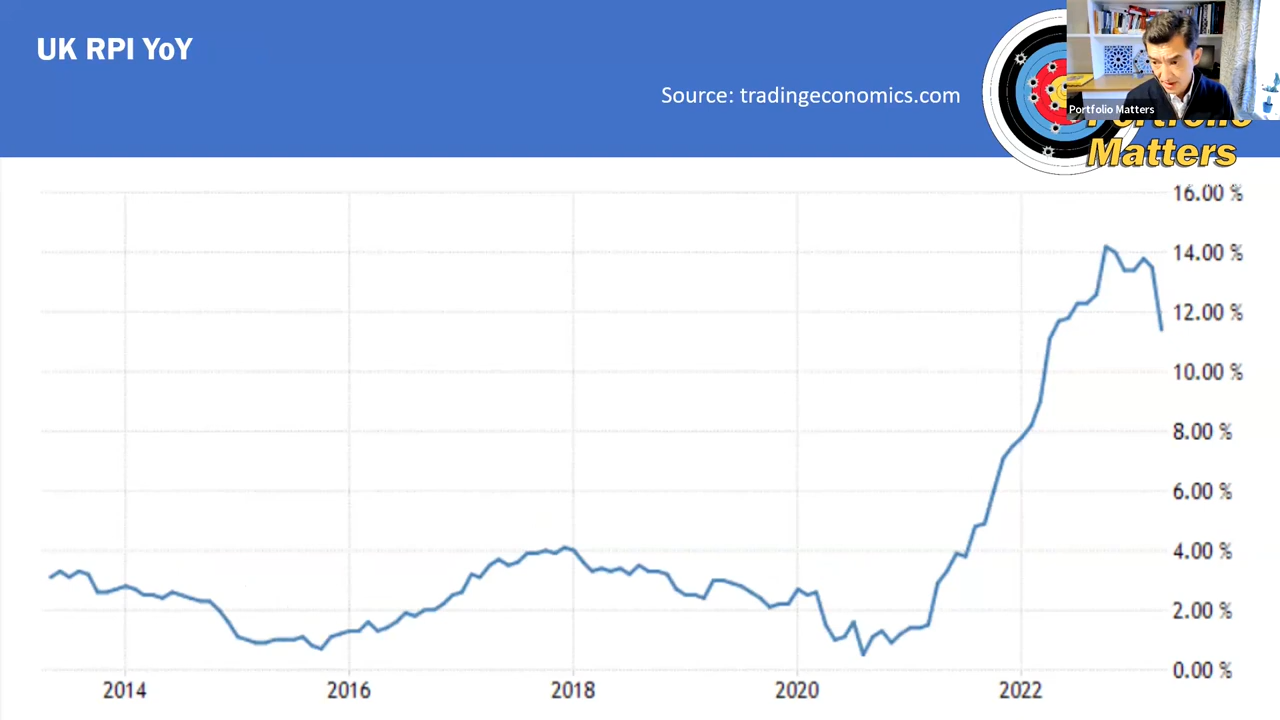 UK RPI YoY
Source: tradingeconomics.com
Portfolio Matters
Portfolio
Matters
16.00 %
14.00 %
12.00 %
10.00 %
8.00 %
6.00 %
4.00 %
2.00 %
0.00 %
2014 2016 2018 2020 2022